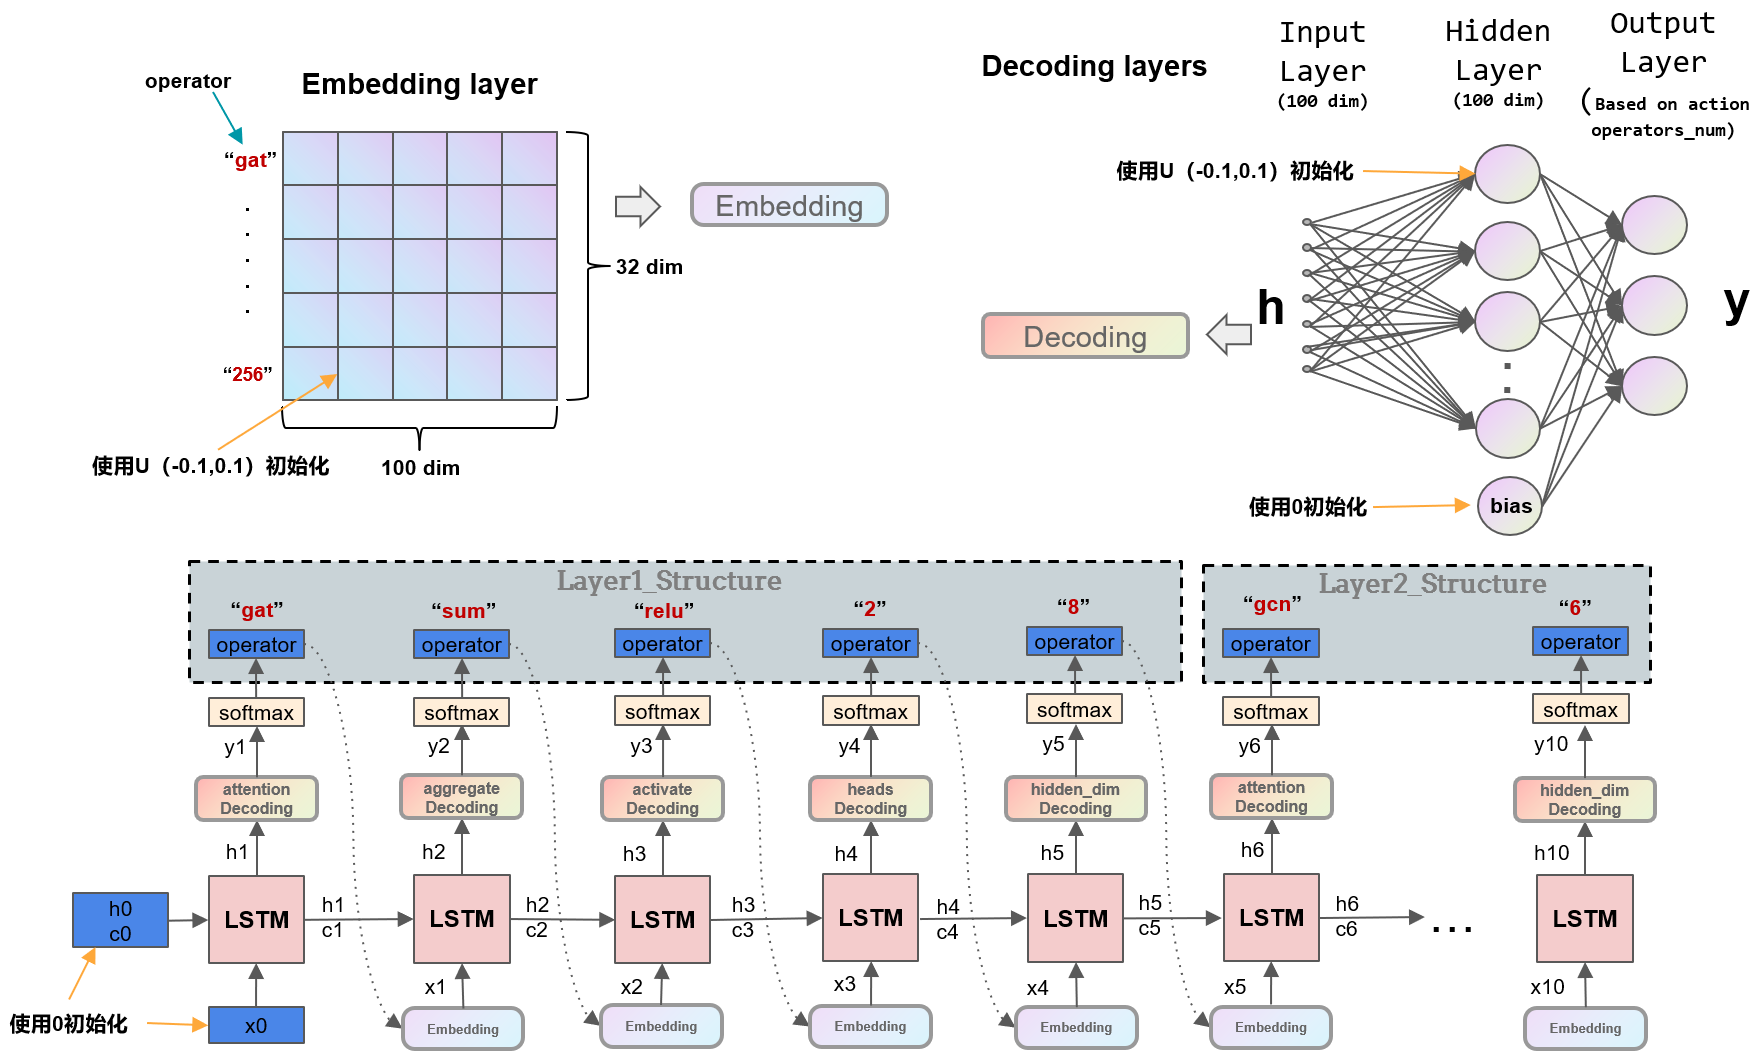 operator
Embedding layer
“gat”
“256”
32 dim
100 dim
使用U（-0.1,0.1）初始化
Embedding
Decoding layers
Input
Layer
(100 dim)
Hidden
Layer
(100 dim)
Output
Layer
(Based on action
operators_num)
使用U（-0.1,0.1）初始化
h
y
Decoding
使用0初始化
bias
Layer1_Structure
Layer2_Structure
“gat”
“sum”
“relu”
“2”
“8”
“gcn”
“6”
operator
operator
operator
operator
operator
operator
operator
softmax
softmax
softmax
softmax
softmax
softmax
softmax
y1
y2
y3
y4
y5
y6
y10
attention
Decoding
aggregate
Decoding
activate
Decoding
heads
Decoding
hidden_dim
Decoding
attention
Decoding
hidden_dim
Decoding
h1
h2
h3
h4
h5
h6
h10
h0
c0
LSTM
h1
c1
LSTM
h2
c2
LSTM
h3
c3
LSTM
h4
c4
LSTM
h5
c5
LSTM
h6
c6
...
LSTM
x1
x2
x3
x4
x5
x10
使用0初始化
x0
Embedding
Embedding
Embedding
Embedding
Embedding
Embedding